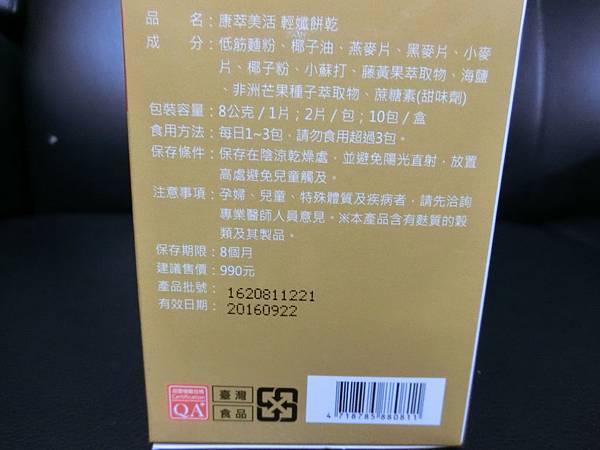 品　　名：康萃美活 輕孅餅乾
成　　分：低筋麵粉、椰子油、燕麥片、黑麥片、小麥
片、椰子粉、小蘇打、藤黃果萃取物、海鹽
、非洲芒果種子萃取物、蔗糖素(甜味劑)
包裝容量：8公克 / 1片；2片 / 包；10包 / 盒
食用方法：每日1~3包，請勿食用超過3包。
保存條件：保存在陰涼乾燥處，並避免陽光直射，放置
高處避免兒童觸及。
注意事項：孕婦、兒童、特殊體質及疾病者，請先洽詢
專業醫師人員意見。※本產品含有麩質的穀
類及其製品。
保存期限：8個月
建議售價：990元
產品批號：1620811221
有效日期：20160922
Certification
QA+
臺灣
食品
4 718785 880811